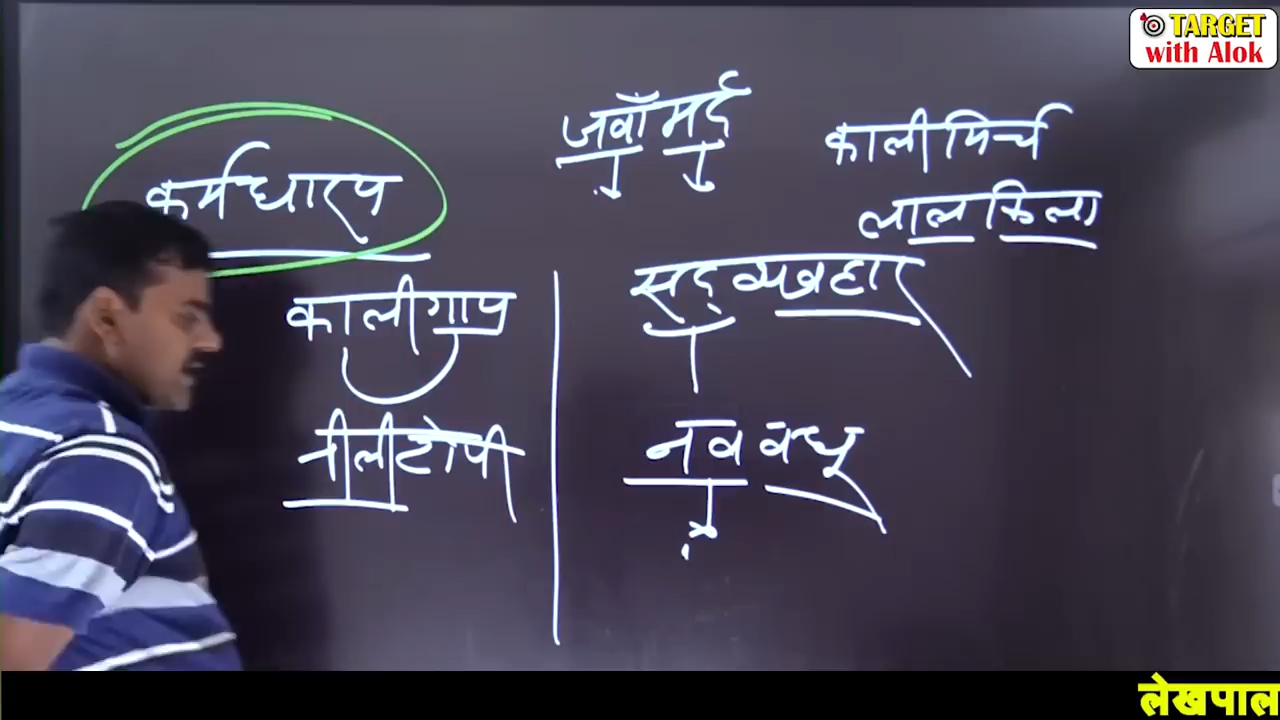 TARGET
with Alok
जवाँमर्द
कालीमिर्च
कर्मधारय
लालकिला
सद्व्यवहार
कालीगाय
नीलीटोपी
नववधू
लेखपाल